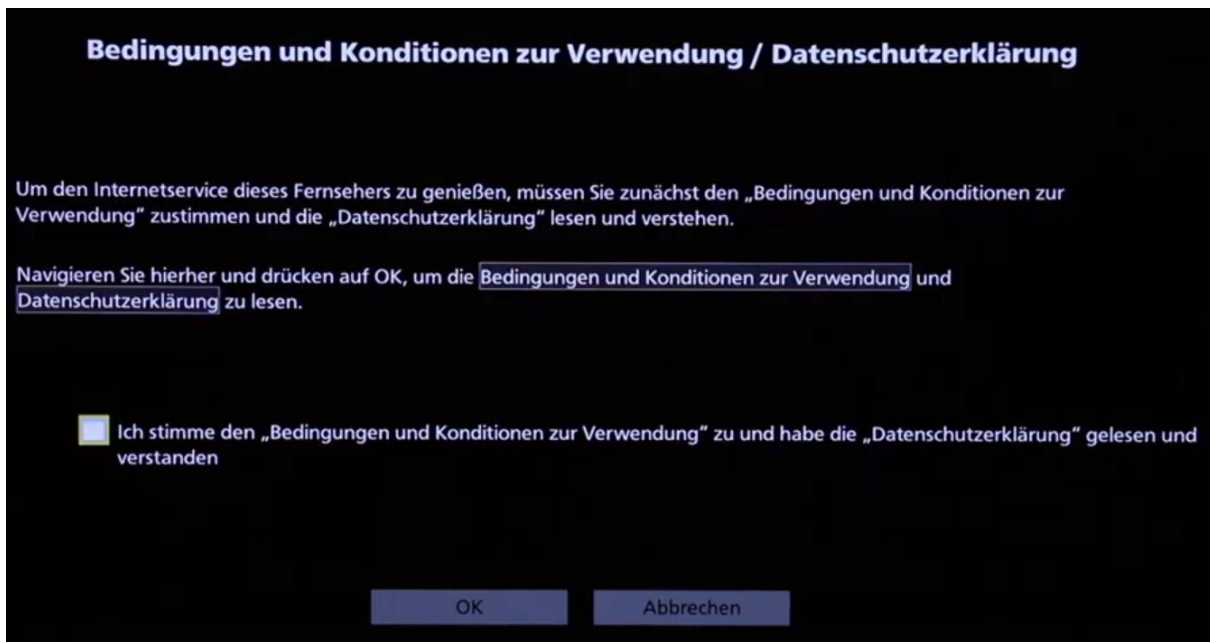 Bedingungen und Konditionen zur Verwendung / Datenschutzerklärung
Um den Internetservice dieses Fernsehers zu genießen, müssen Sie zunächst den „Bedingungen und Konditionen zur
Verwendung“ zustimmen und die „Datenschutzerklärung“ lesen und verstehen.
Navigieren Sie hierher und drücken auf OK, um die Bedingungen und Konditionen zur Verwendung und
Datenschutzerklärung zu lesen.
Ich stimme den „Bedingungen und Konditionen zur Verwendung“ zu und habe die „Datenschutzerklärung“ gelesen und
verstanden
OK Abbrechen